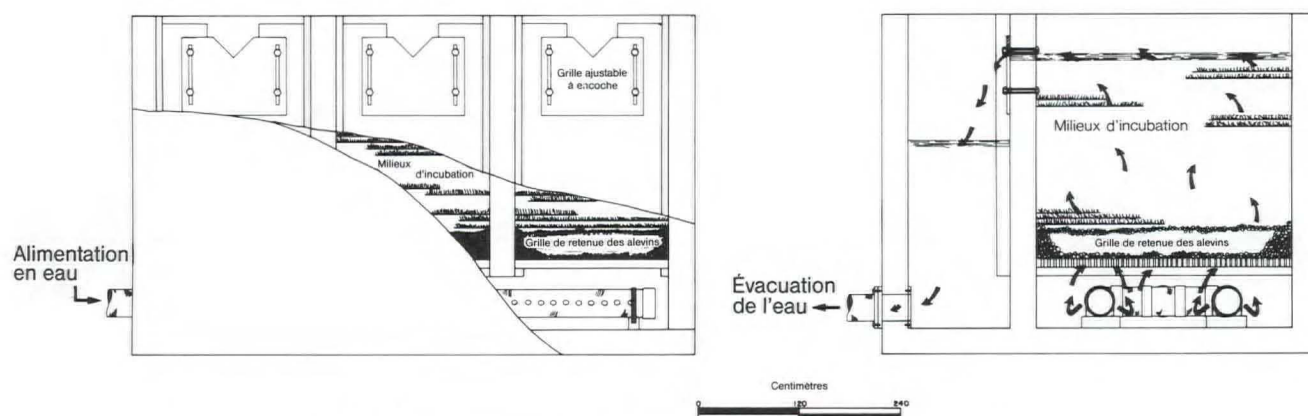 Grille ajustable
à encoche
Milieux
d'incubation
Grille de retenue des alevins
Alimentation
en eau
Milieux d'incubation
Grille de retenue des alevins
Évacuation
de l'eau
Centimètres
0 120 240